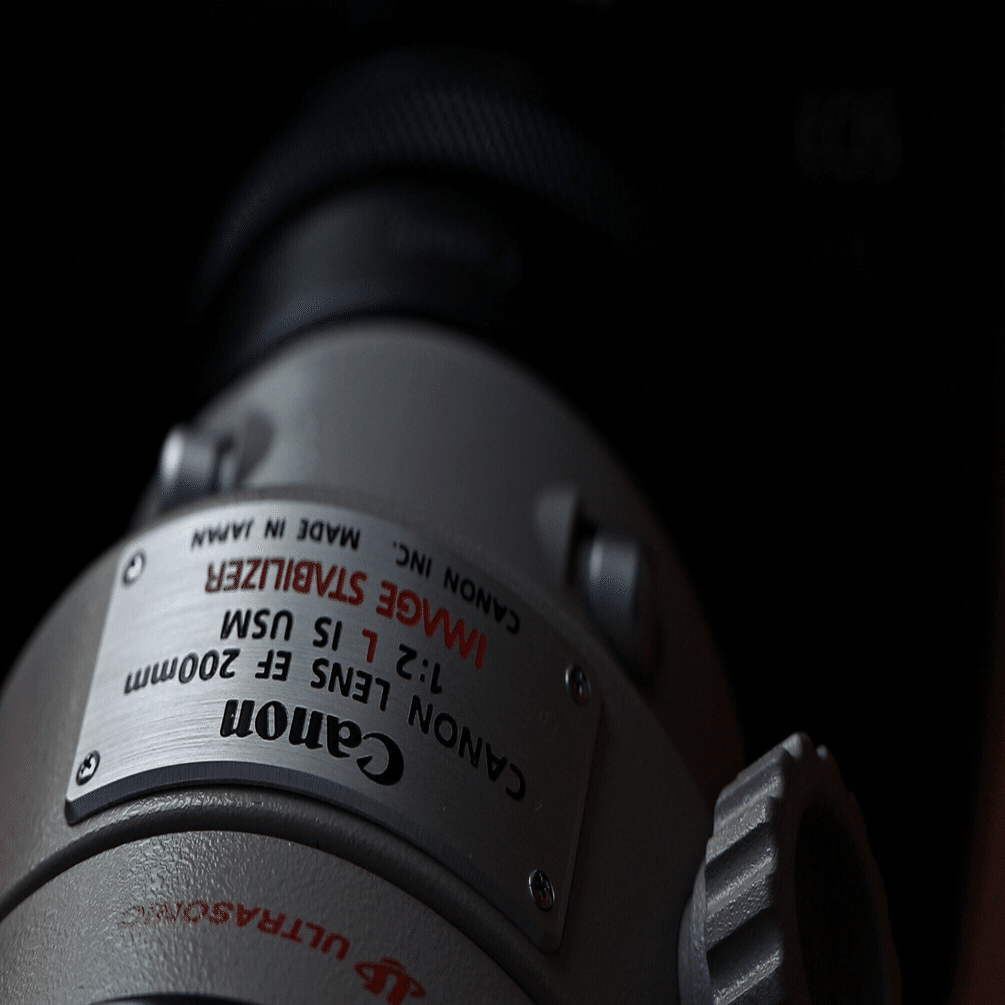 Canon
CANON LENS EF 200mm
1:2 L IS USM
IMAGE STABILIZER
CANON INC. MADE IN JAPAN
ULTRASONIC